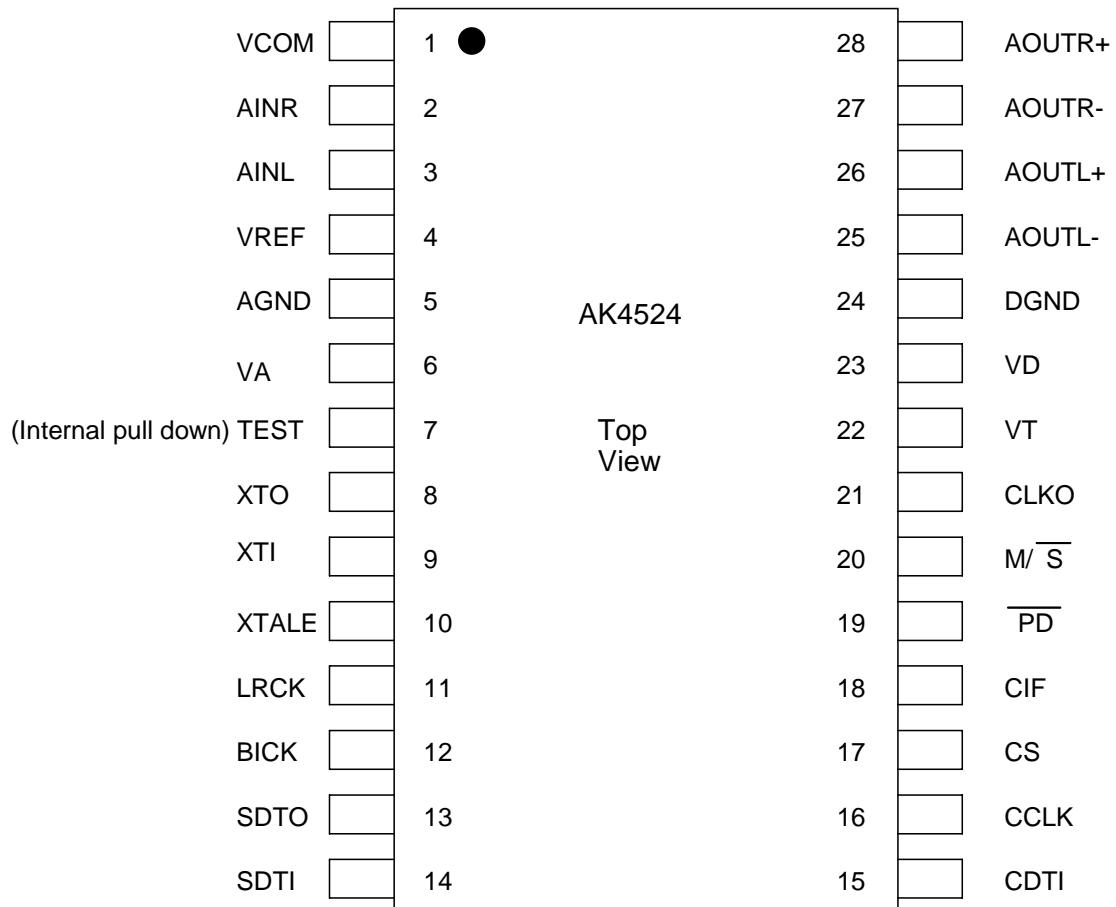 VCOM 1 28 AOUTR+
AINR 2 27 AOUTR-
AINL 3 26 AOUTL+
VREF 4 25 AOUTL-
AGND 5 AK4524 24 DGND
VA 6 23 VD
(Internal pull down) TEST 7 Top 22 VT
View
XTO 8 21 CLKO
XTI 9 20 M/ S̅
XTALE 10 19 P̅D̅
LRCK 11 18 CIF
BICK 12 17 CS
SDTO 13 16 CCLK
SDTI 14 15 CDTI